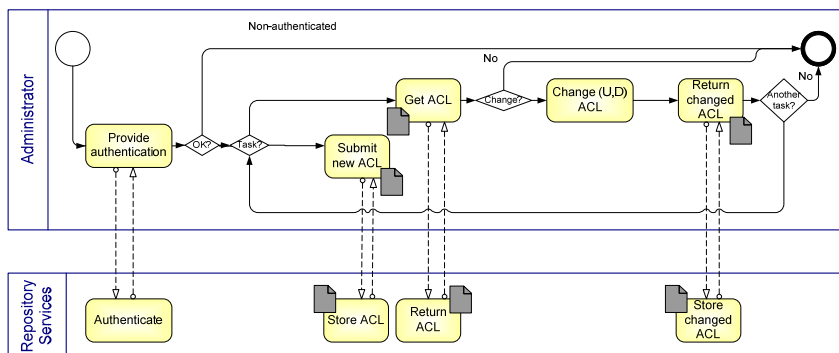 Administrator
Non-authenticated
No
Get ACL
Change?
Change (U,D)
ACL
Return
changed
ACL
Another
task?
No
Provide
authentication
OK?
Task?
Submit
new ACL
Repository
Services
Authenticate
Store ACL
Return
ACL
Store
changed
ACL